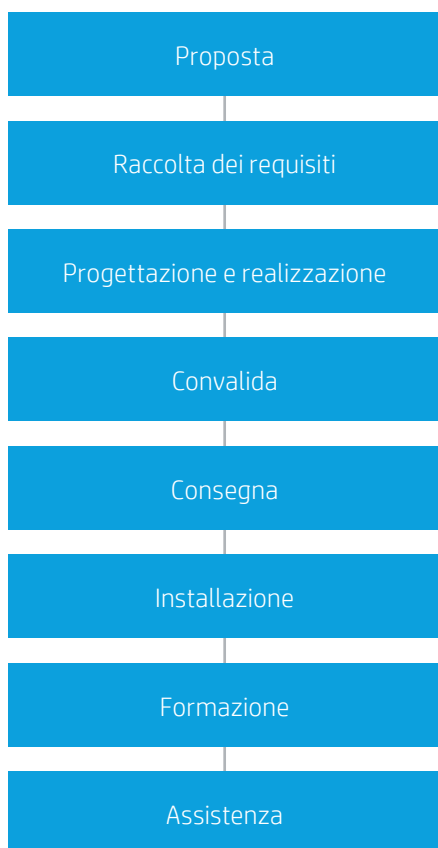 Proposta
Raccolta dei requisiti
Progettazione e realizzazione
Convalida
Consegna
Installazione
Formazione
Assistenza